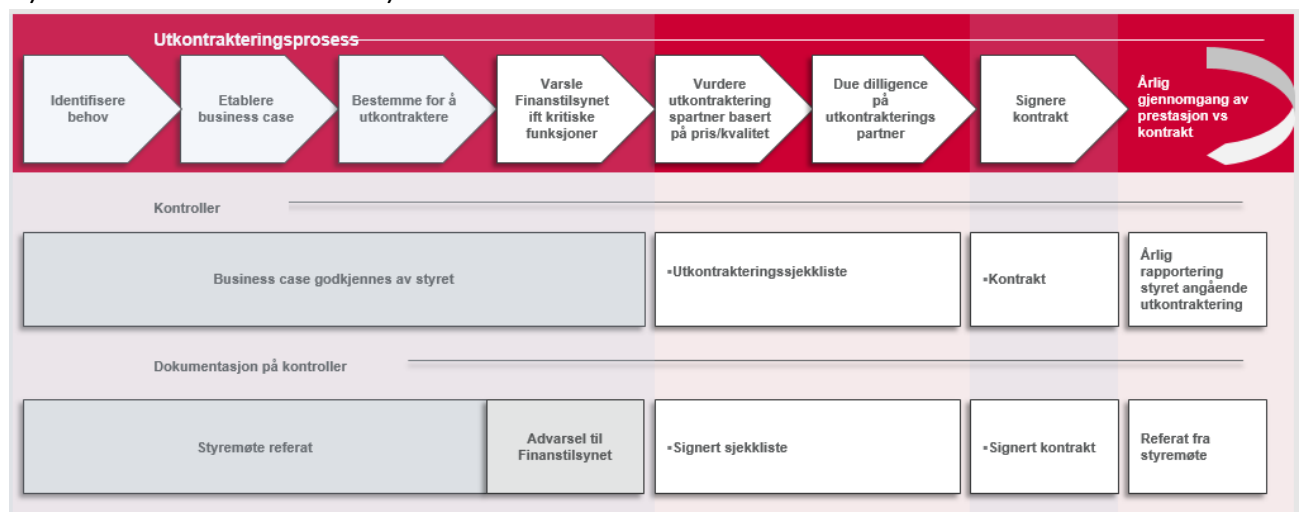 Utkontrakteringsprosess
Identifisere
behov
Etablere
business case
Bestemme for å
utkontraktere
Varsle
Finanstilsynet
ift kritiske
funksjoner
Vurdere
utkontraktering
spartner basert
på pris/kvalitet
Due dilligence
på
utkontrakterings
partner
Signere
kontrakt
Årlig
gjennomgang av
prestasjon vs
kontrakt
Kontroller
Business case godkjennes av styret
▪Utkontrakteringssjekkliste
▪Kontrakt
Årlig
rapportering
styret angående
utkontraktering
Dokumentasjon på kontroller
Styremøte referat
Advarsel til
Finanstilsynet
▪Signert sjekkliste
▪Signert kontrakt
Referat fra
styremøte